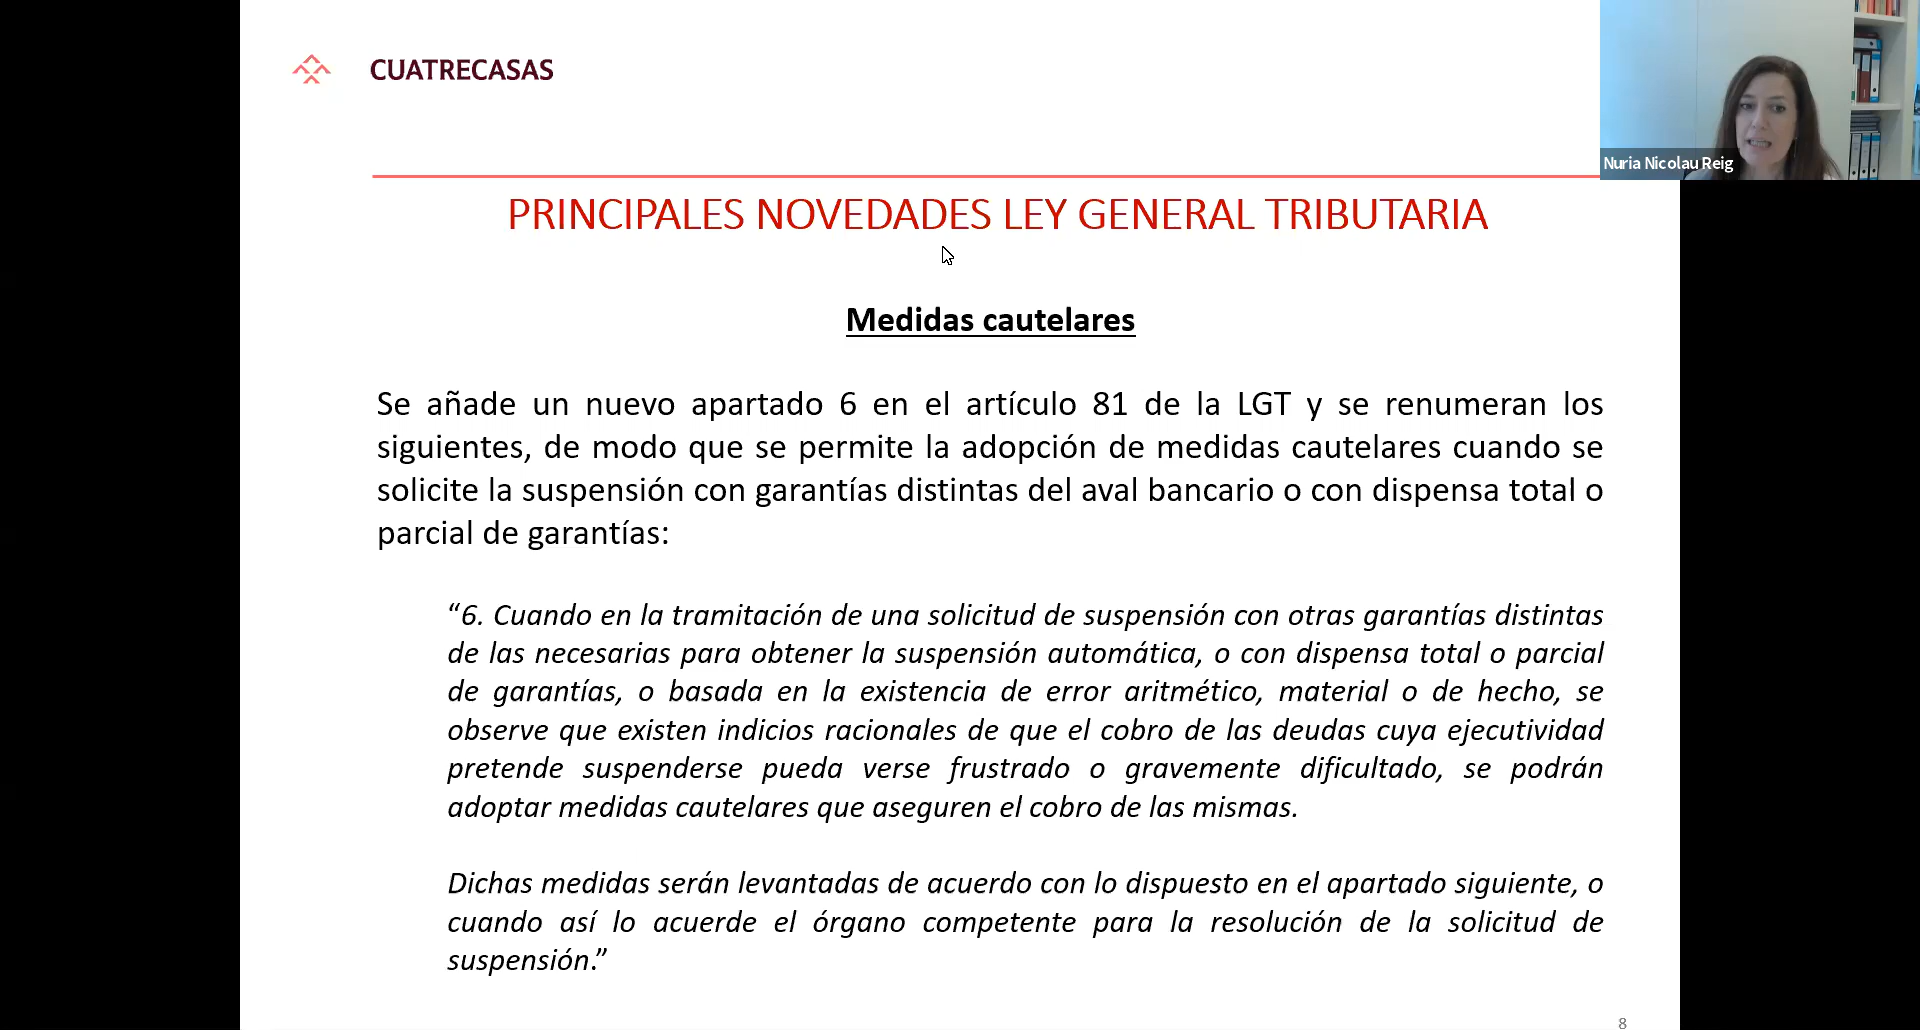 CUATRECASAS
Nuria Nicolau Reig
PRINCIPALES NOVEDADES LEY GENERAL TRIBUTARIA
Medidas cautelares
Se añade un nuevo apartado 6 en el artículo 81 de la LGT y se renumeran los
siguientes, de modo que se permite la adopción de medidas cautelares cuando se
solicite la suspensión con garantías distintas del aval bancario o con dispensa total o
parcial de garantías:
“6. Cuando en la tramitación de una solicitud de suspensión con otras garantías distintas
de las necesarias para obtener la suspensión automática, o con dispensa total o parcial
de garantías, o basada en la existencia de error aritmético, material o de hecho, se
observe que existen indicios racionales de que el cobro de las deudas cuya ejecutividad
pretende suspenderse pueda verse frustrado o gravemente dificultado, se podrán
adoptar medidas cautelares que aseguren el cobro de las mismas.
Dichas medidas serán levantadas de acuerdo con lo dispuesto en el apartado siguiente, o
cuando así lo acuerde el órgano competente para la resolución de la solicitud de
suspensión.”
8